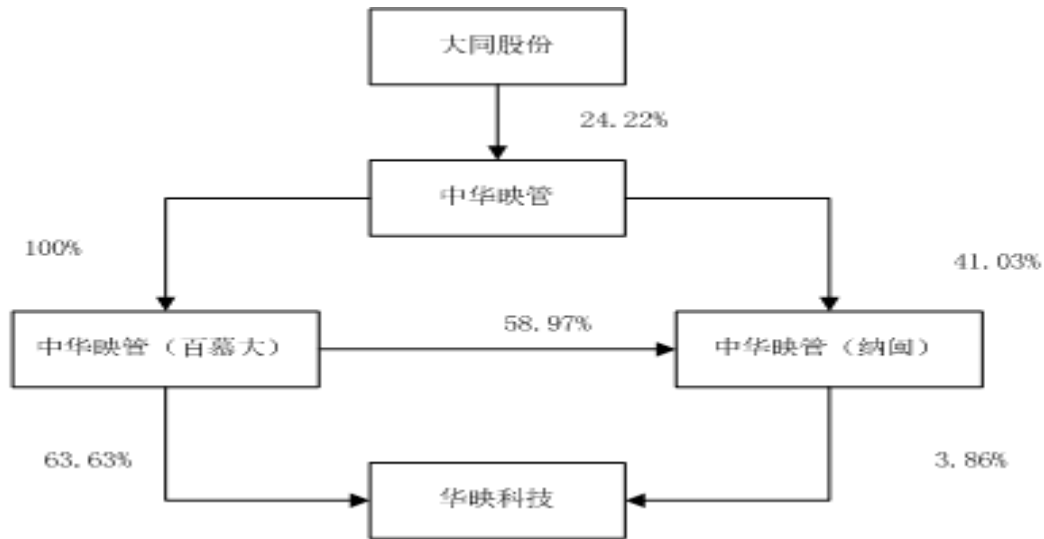 大同股份
24.22%
中华映管
100%
41.03%
58.97%
中华映管（百慕大）
中华映管（纳闽）
63.63%
3.86%
华映科技